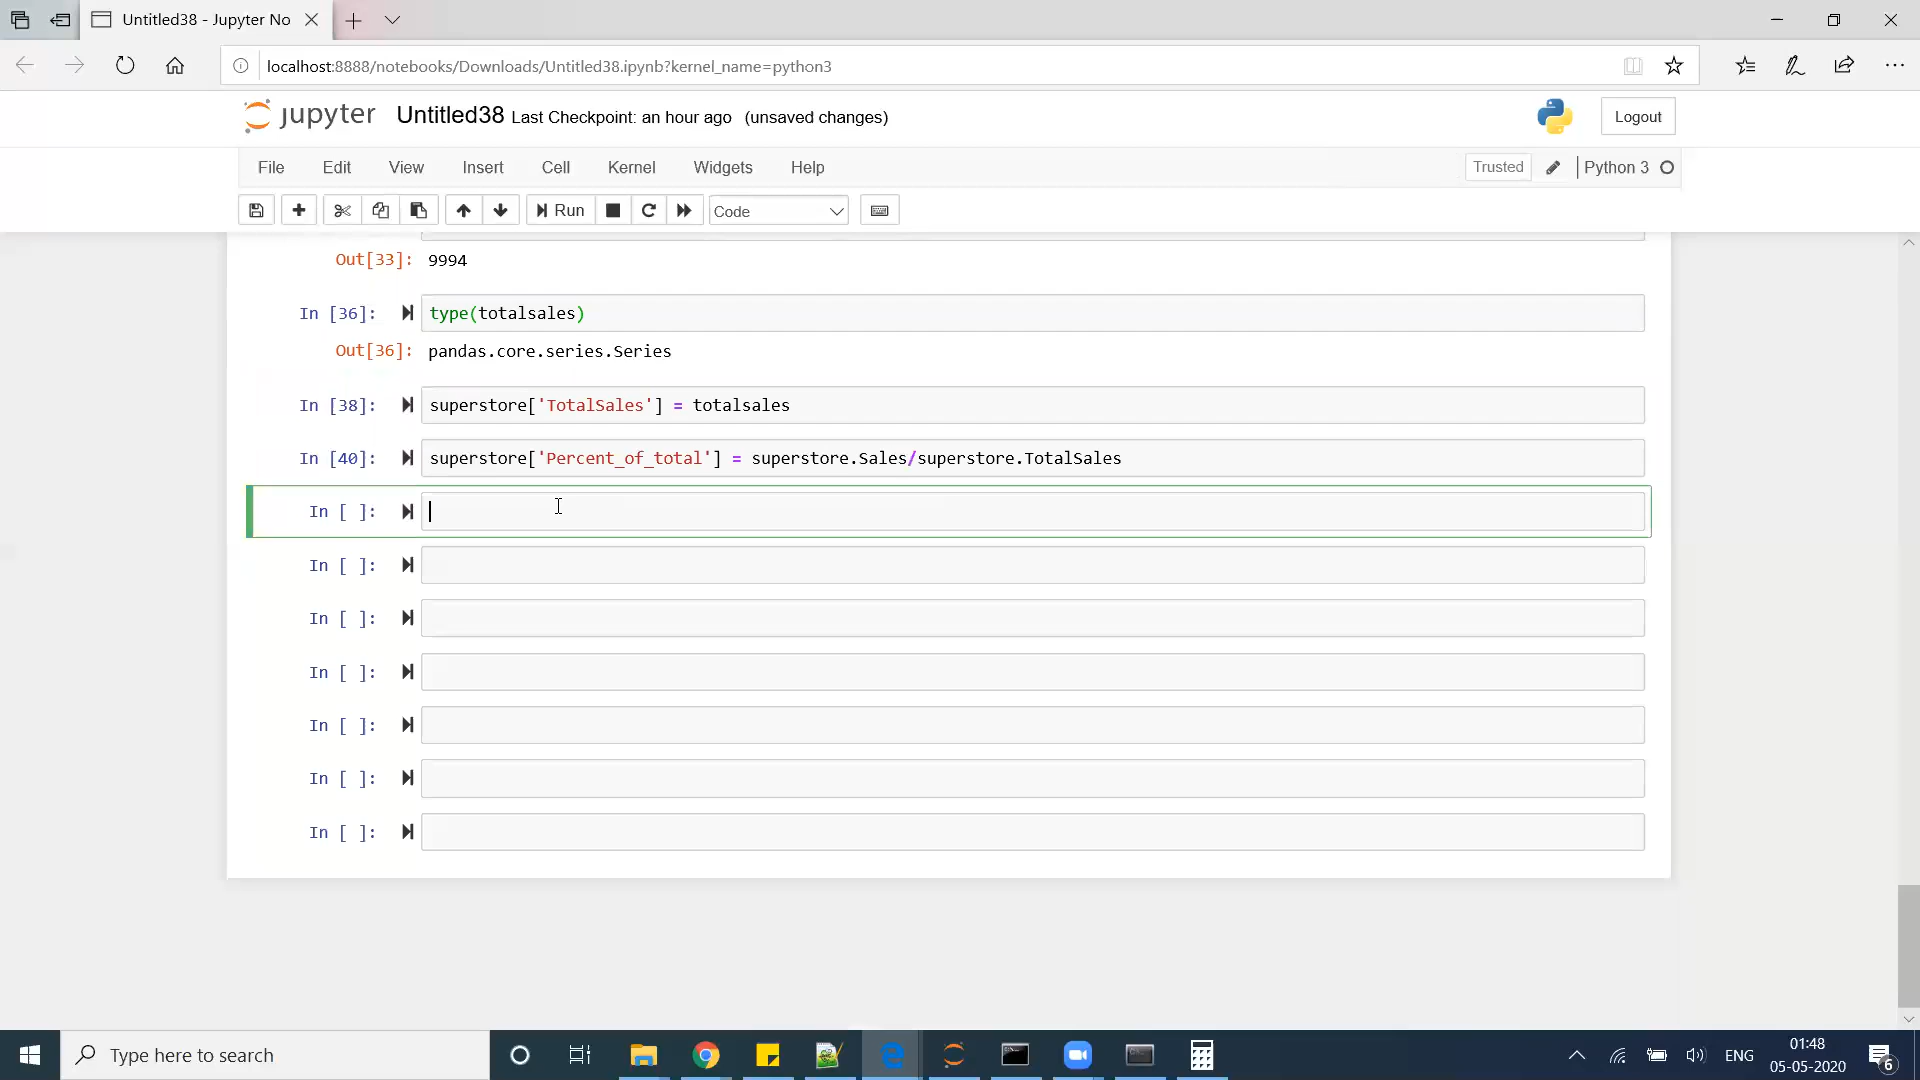 Untitled38 - Jupyter No
localhost:8888/notebooks/Downloads/Untitled38.ipynb?kernel_name=python3
jupyter Untitled38 Last Checkpoint: an hour ago (unsaved changes)
Logout
File Edit View Insert Cell Kernel Widgets Help
Trusted Python 3
Run Code
Out[33]: 9994
In [36]: type(totalsales)
Out[36]: pandas.core.series.Series
In [38]: superstore['TotalSales'] = totalsales
In [40]: superstore['Percent_of_total'] = superstore.Sales/superstore.TotalSales
In [ ]:
In [ ]:
In [ ]:
In [ ]:
In [ ]:
In [ ]:
In [ ]:
Type here to search
ENG
01:48
05-05-2020
6